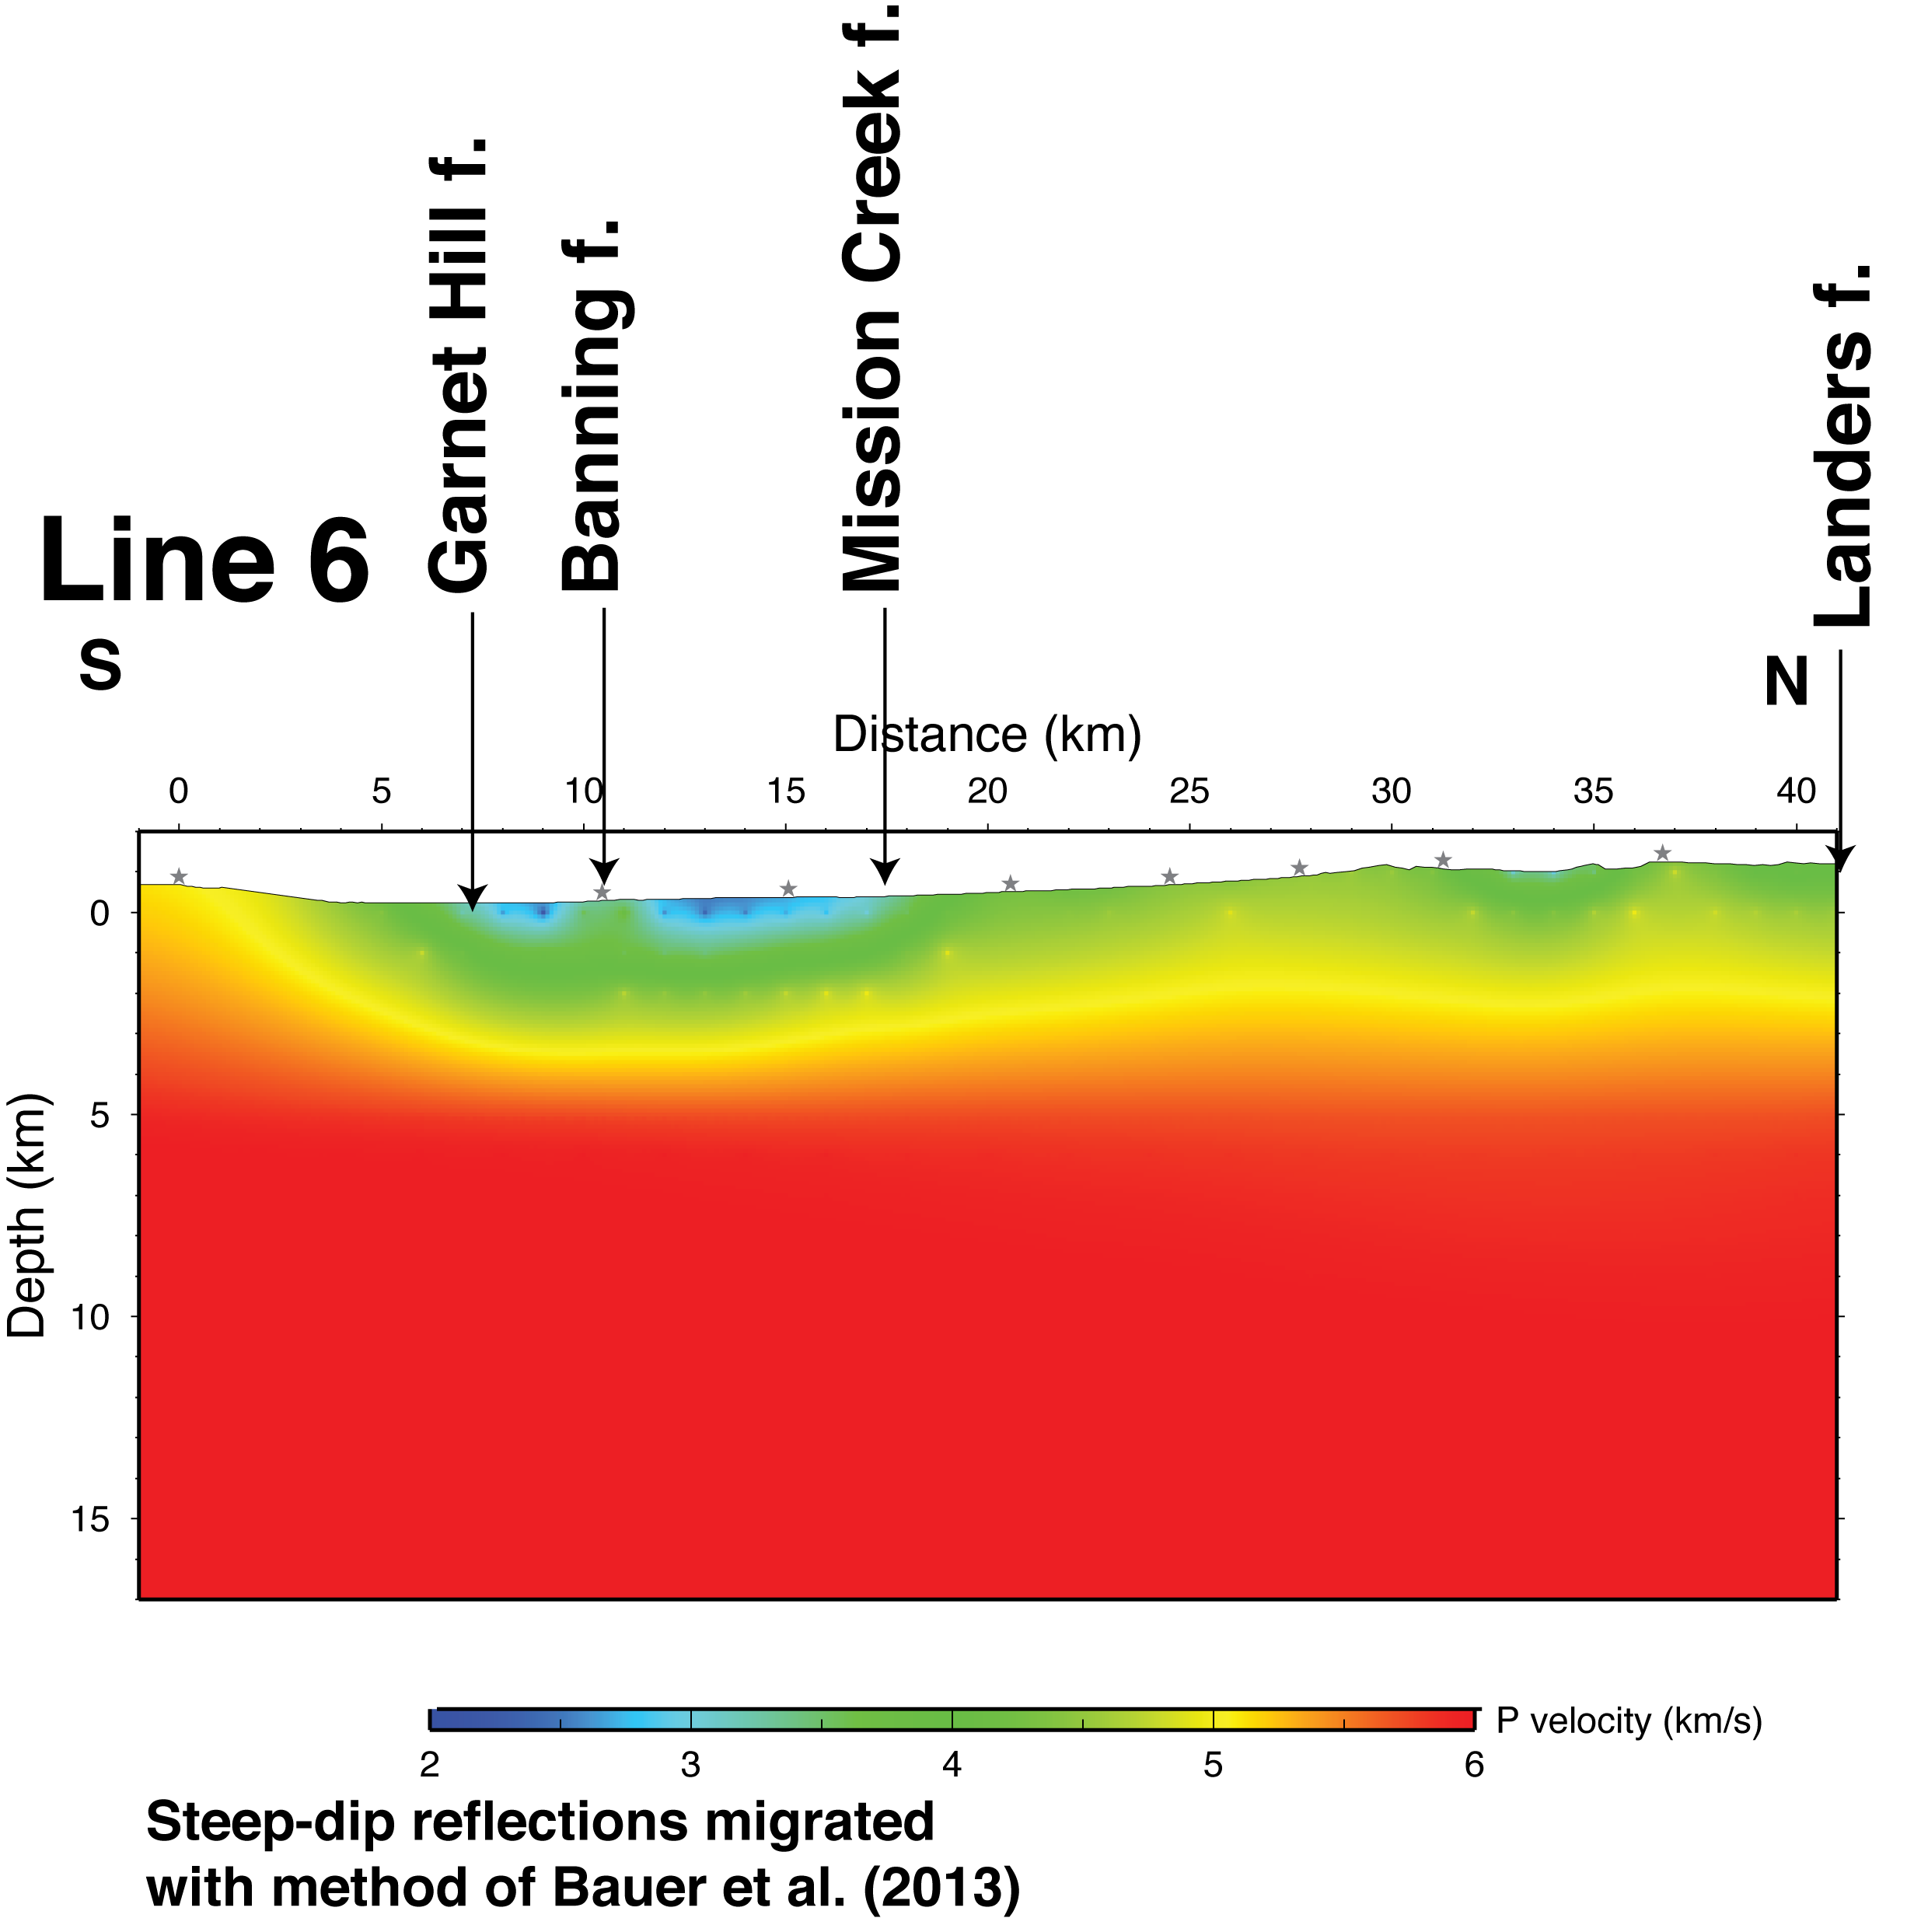 Mission Creek f.
Garnet Hill f.
Banning f.
Landers f.
Line 6
S
N
Distance (km)
0 5 10 15 20 25 30 35 40
0
5
10
15
Depth (km)
P velocity (km/s)
2 3 4 5 6
Steep-dip reflections migrated
with method of Bauer et al. (2013)